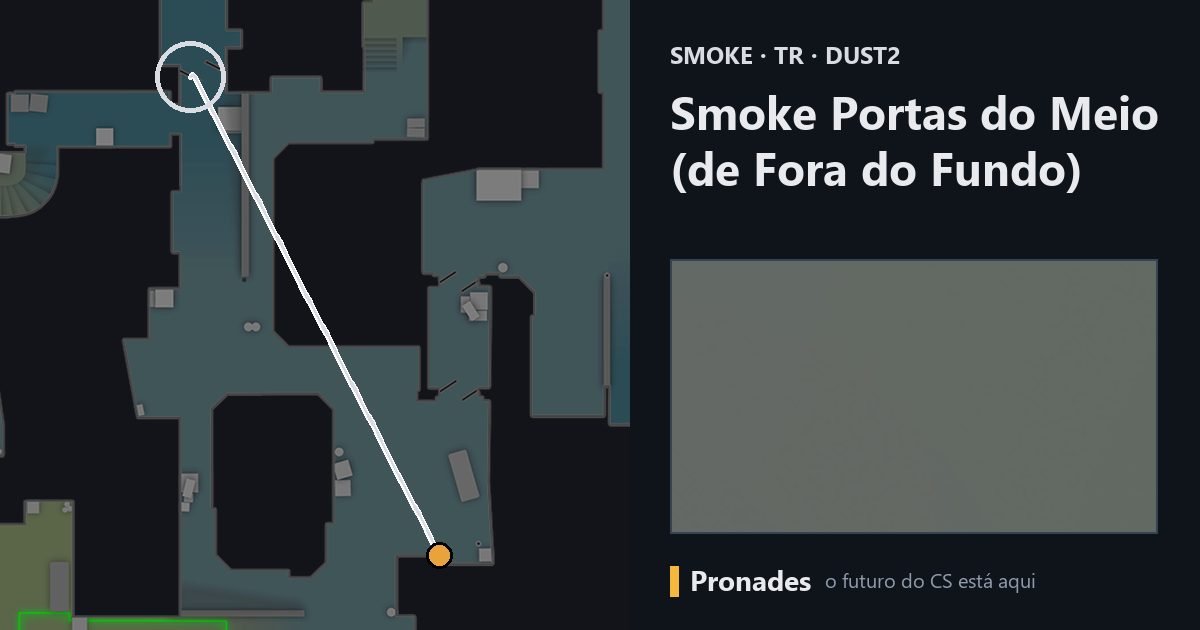 SMOKE · TR · DUST2
Smoke Portas do Meio
(de Fora do Fundo)
Pronades o futuro do CS está aqui